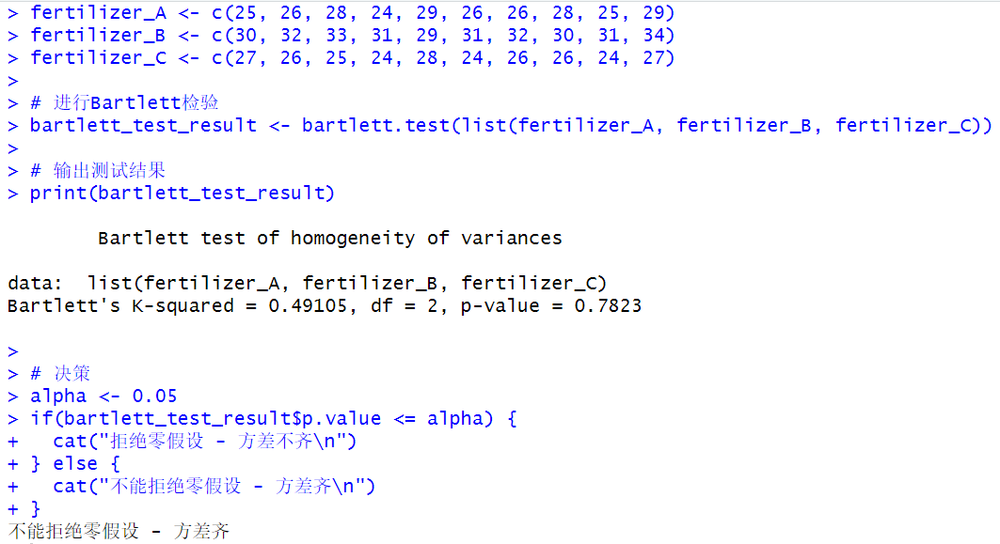 > fertilizer_A <- c(25, 26, 28, 24, 29, 26, 26, 28, 25, 29)
> fertilizer_B <- c(30, 32, 33, 31, 29, 31, 32, 30, 31, 34)
> fertilizer_C <- c(27, 26, 25, 24, 28, 24, 26, 26, 24, 27)
>
> # 进行Bartlett检验
> bartlett_test_result <- bartlett.test(list(fertilizer_A, fertilizer_B, fertilizer_C))
>
> # 输出测试结果
> print(bartlett_test_result)
Bartlett test of homogeneity of variances
data:  list(fertilizer_A, fertilizer_B, fertilizer_C)
Bartlett's K-squared = 0.49105, df = 2, p-value = 0.7823
>
> # 决策
> alpha <- 0.05
> if(bartlett_test_result$p.value <= alpha) {
+   cat("拒绝零假设 - 方差不齐\n")
+ } else {
+   cat("不能拒绝零假设 - 方差齐\n")
+ }
不能拒绝零假设 - 方差齐